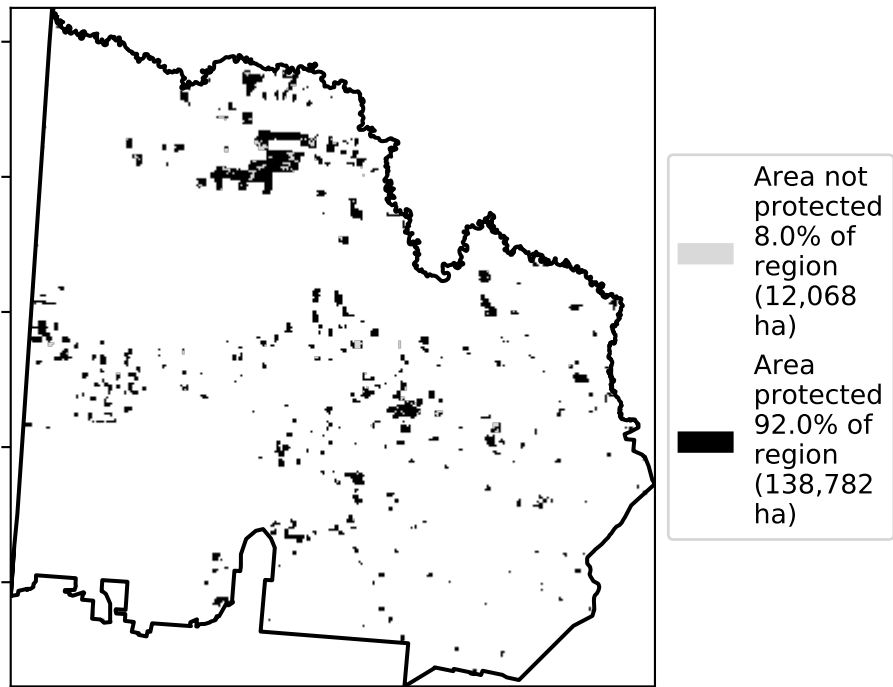 Area not
protected
8.0% of
region
(12,068
ha)
Area
protected
92.0% of
region
(138,782
ha)